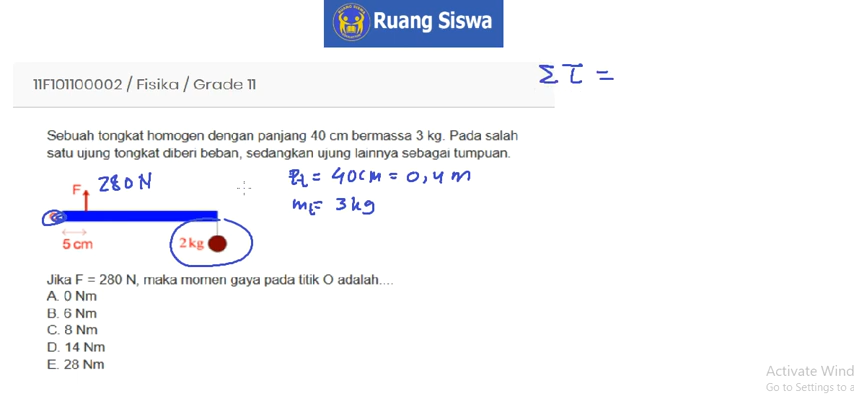 Ruang Siswa
11F101100002 / Fisika / Grade 11
Σ τ =
Sebuah tongkat homogen dengan panjang 40 cm bermassa 3 kg. Pada salah
satu ujung tongkat diberi beban, sedangkan ujung lainnya sebagai tumpuan.
F 280 N
l = 40 cm = 0,4 m
mt = 3 kg
5 cm
2 kg
Jika F = 280 N, maka momen gaya pada titik O adalah....
A. 0 Nm
B. 6 Nm
C. 8 Nm
D. 14 Nm
E. 28 Nm
Activate Wind
Go to Settings to a